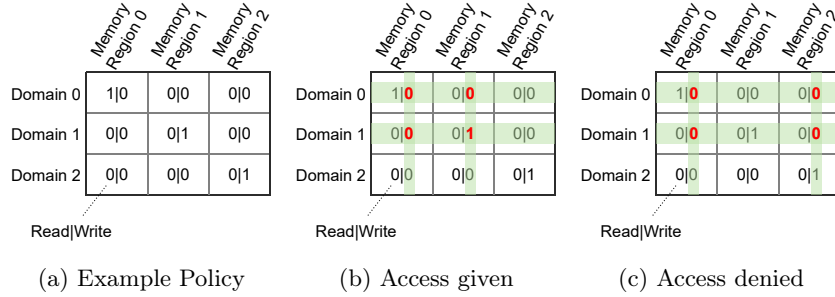 Memory Region 0 Memory Region 1 Memory Region 2
Domain 0 1|0 0|0 0|0
Domain 1 0|0 0|1 0|0
Domain 2 0|0 0|0 0|1
Read|Write
(a) Example Policy
Memory Region 0 Memory Region 1 Memory Region 2
Domain 0 1|0 0|0 0|0
Domain 1 0|0 0|1 0|0
Domain 2 0|0 0|0 0|1
Read|Write
(b) Access given
Memory Region 0 Memory Region 1 Memory Region 2
Domain 0 1|0 0|0 0|0
Domain 1 0|0 0|1 0|0
Domain 2 0|0 0|0 0|1
Read|Write
(c) Access denied